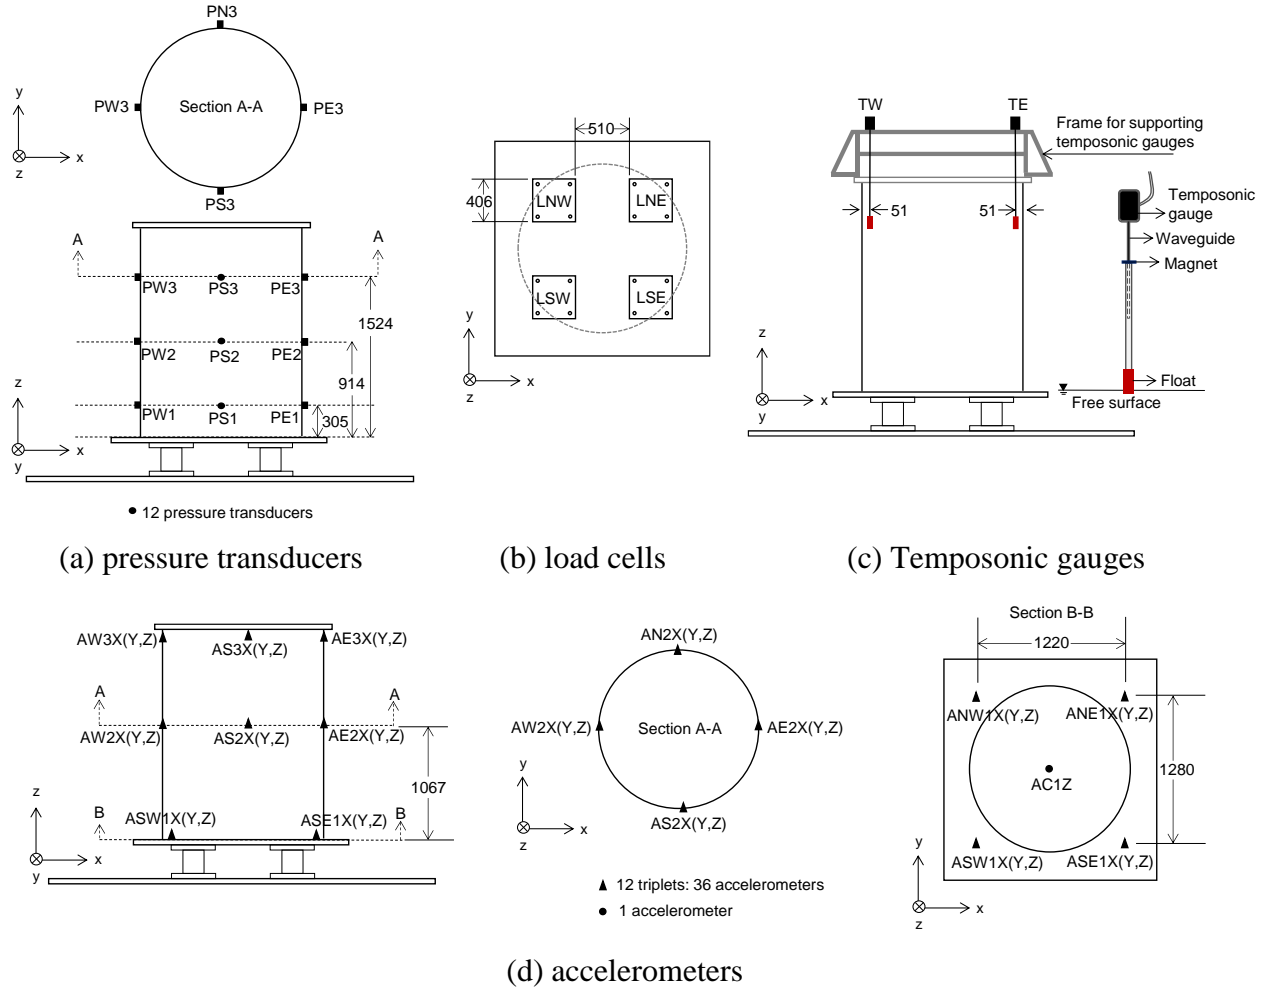 PN3
y
PW3
Section A-A
PE3
x
z
PS3
A
A
PW3
PS3
PE3
1524
PW2
PS2
PE2
914
z
PW1
PS1
PE1
305
x
y
12 pressure transducers
(a) pressure transducers
510
406
LNW
LNE
LSW
LSE
y
x
z
(b) load cells
TW
TE
Frame for supporting
temposonic gauges
51
51
Temposonic
gauge
Waveguide
Magnet
z
Float
x
Free surface
y
(c) Temposonic gauges
AW3X(Y,Z)
AS3X(Y,Z)
AE3X(Y,Z)
A
A
AW2X(Y,Z)
AS2X(Y,Z)
AE2X(Y,Z)
1067
z
B
ASW1X(Y,Z)
ASE1X(Y,Z)
B
x
y
AN2X(Y,Z)
AW2X(Y,Z)
Section A-A
AE2X(Y,Z)
y
AS2X(Y,Z)
x
z
12 triplets: 36 accelerometers
1 accelerometer
Section B-B
1220
ANW1X(Y,Z)
ANE1X(Y,Z)
1280
AC1Z
y
ASW1X(Y,Z)
ASE1X(Y,Z)
x
z
(d) accelerometers